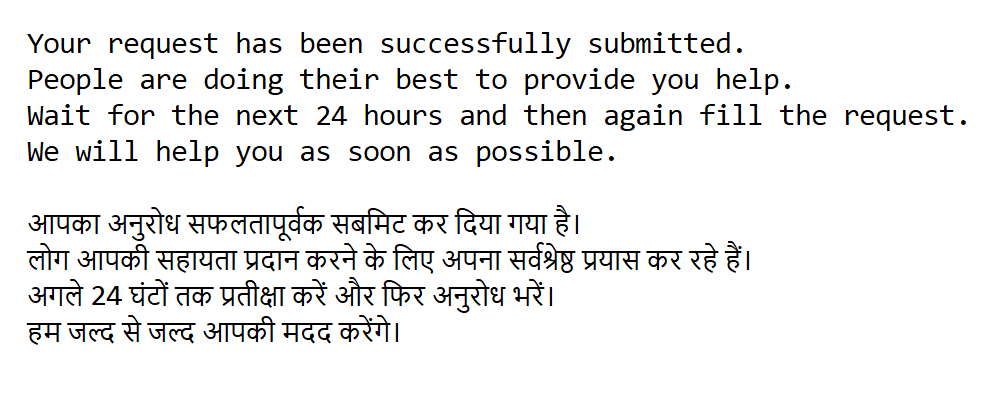 Your request has been successfully submitted.
People are doing their best to provide you help.
Wait for the next 24 hours and then again fill the request.
We will help you as soon as possible.
आपका अनुरोध सफलतापूर्वक सबमिट कर दिया गया है।
लोग आपकी सहायता प्रदान करने के लिए अपना सर्वश्रेष्ठ प्रयास कर रहे हैं।
अगले 24 घंटों तक प्रतीक्षा करें और फिर अनुरोध भरें।
हम जल्द से जल्द आपकी मदद करेंगे।